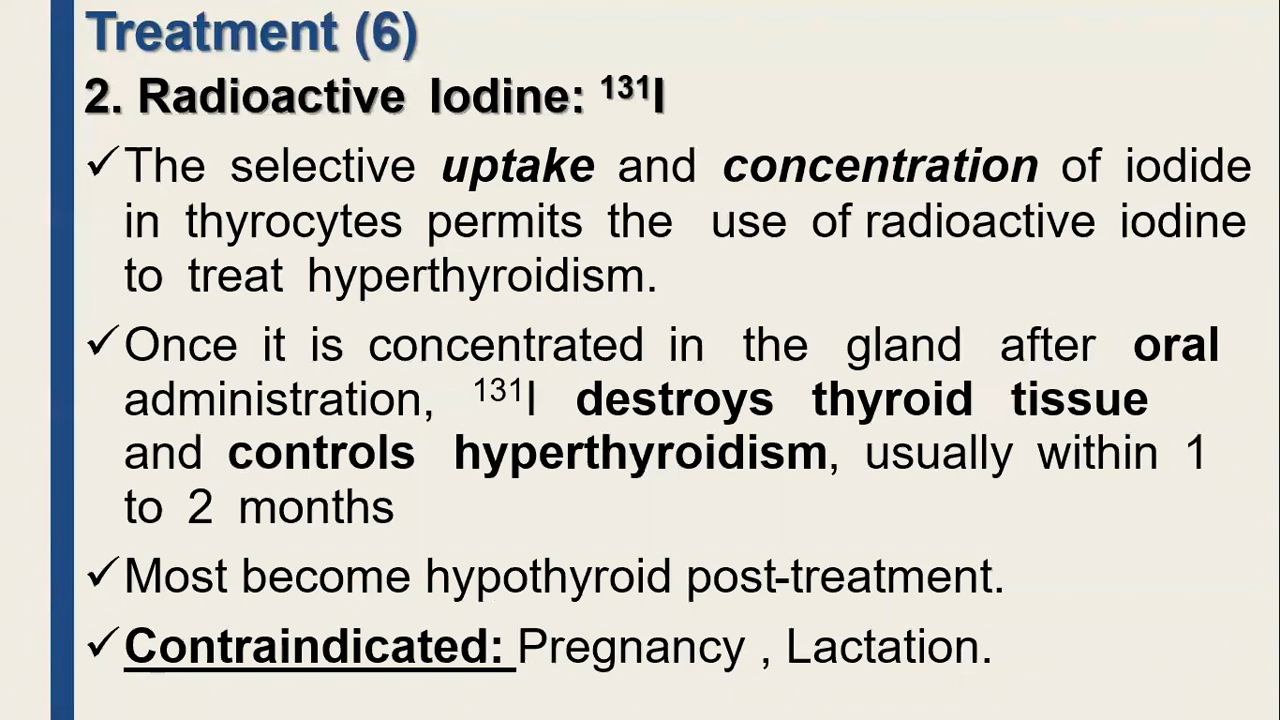 Treatment (6)
2. Radioactive Iodine: ¹³¹I
✓The selective uptake and concentration of iodide
in thyrocytes permits the use of radioactive iodine
to treat hyperthyroidism.
✓Once it is concentrated in the gland after oral
administration, ¹³¹I destroys thyroid tissue
and controls hyperthyroidism, usually within 1
to 2 months
✓Most become hypothyroid post-treatment.
✓Contraindicated: Pregnancy , Lactation.